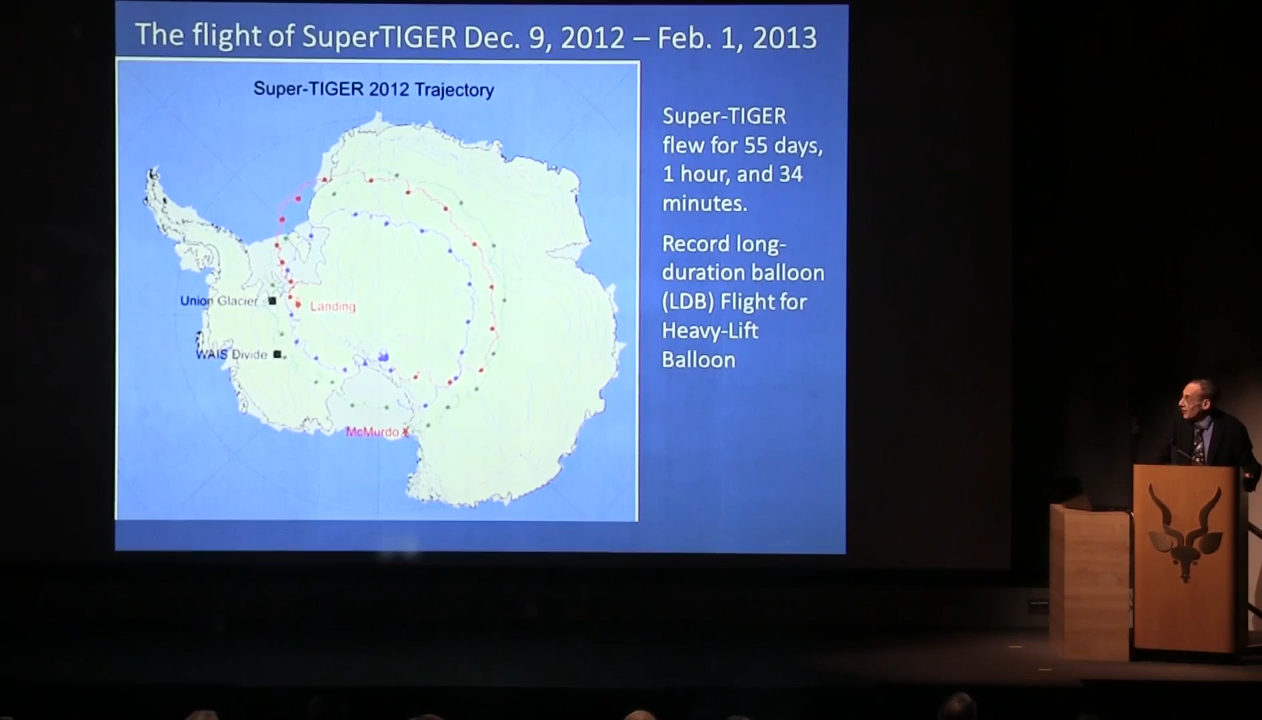 The flight of SuperTIGER Dec. 9, 2012 – Feb. 1, 2013
Super-TIGER 2012 Trajectory
Super-TIGER
flew for 55 days,
1 hour, and 34
minutes.
Record long-
duration balloon
(LDB) Flight for
Heavy-Lift
Balloon
Union Glacier
Landing
WAIS Divide
McMurdo